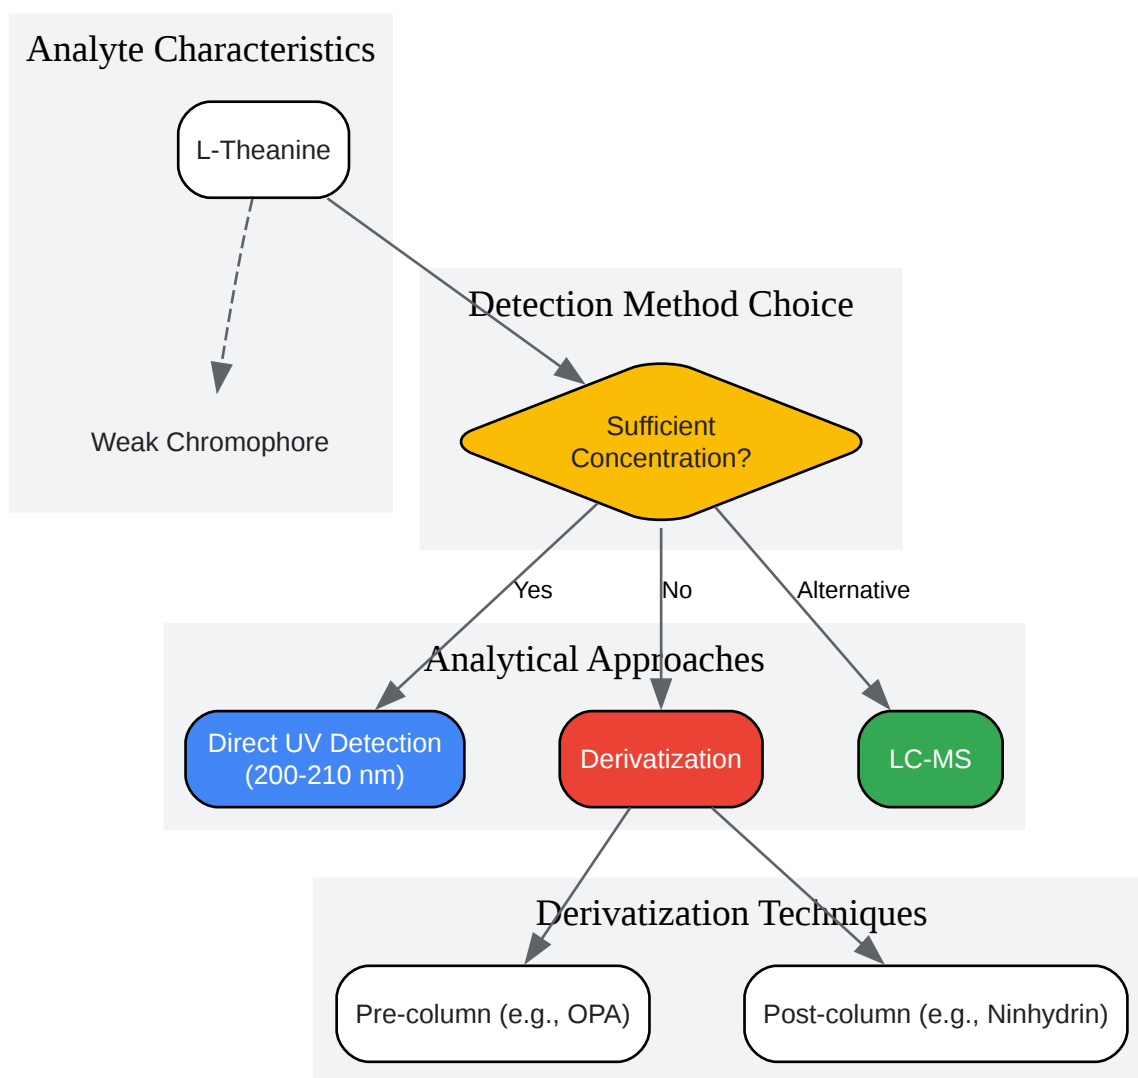 Analyte Characteristics
L-Theanine
Weak Chromophore
Detection Method Choice
Sufficient
Concentration?
Yes
No
Alternative
Analytical Approaches
Direct UV Detection
(200-210 nm)
Derivatization
LC-MS
Derivatization Techniques
Pre-column (e.g., OPA)
Post-column (e.g., Ninhydrin)